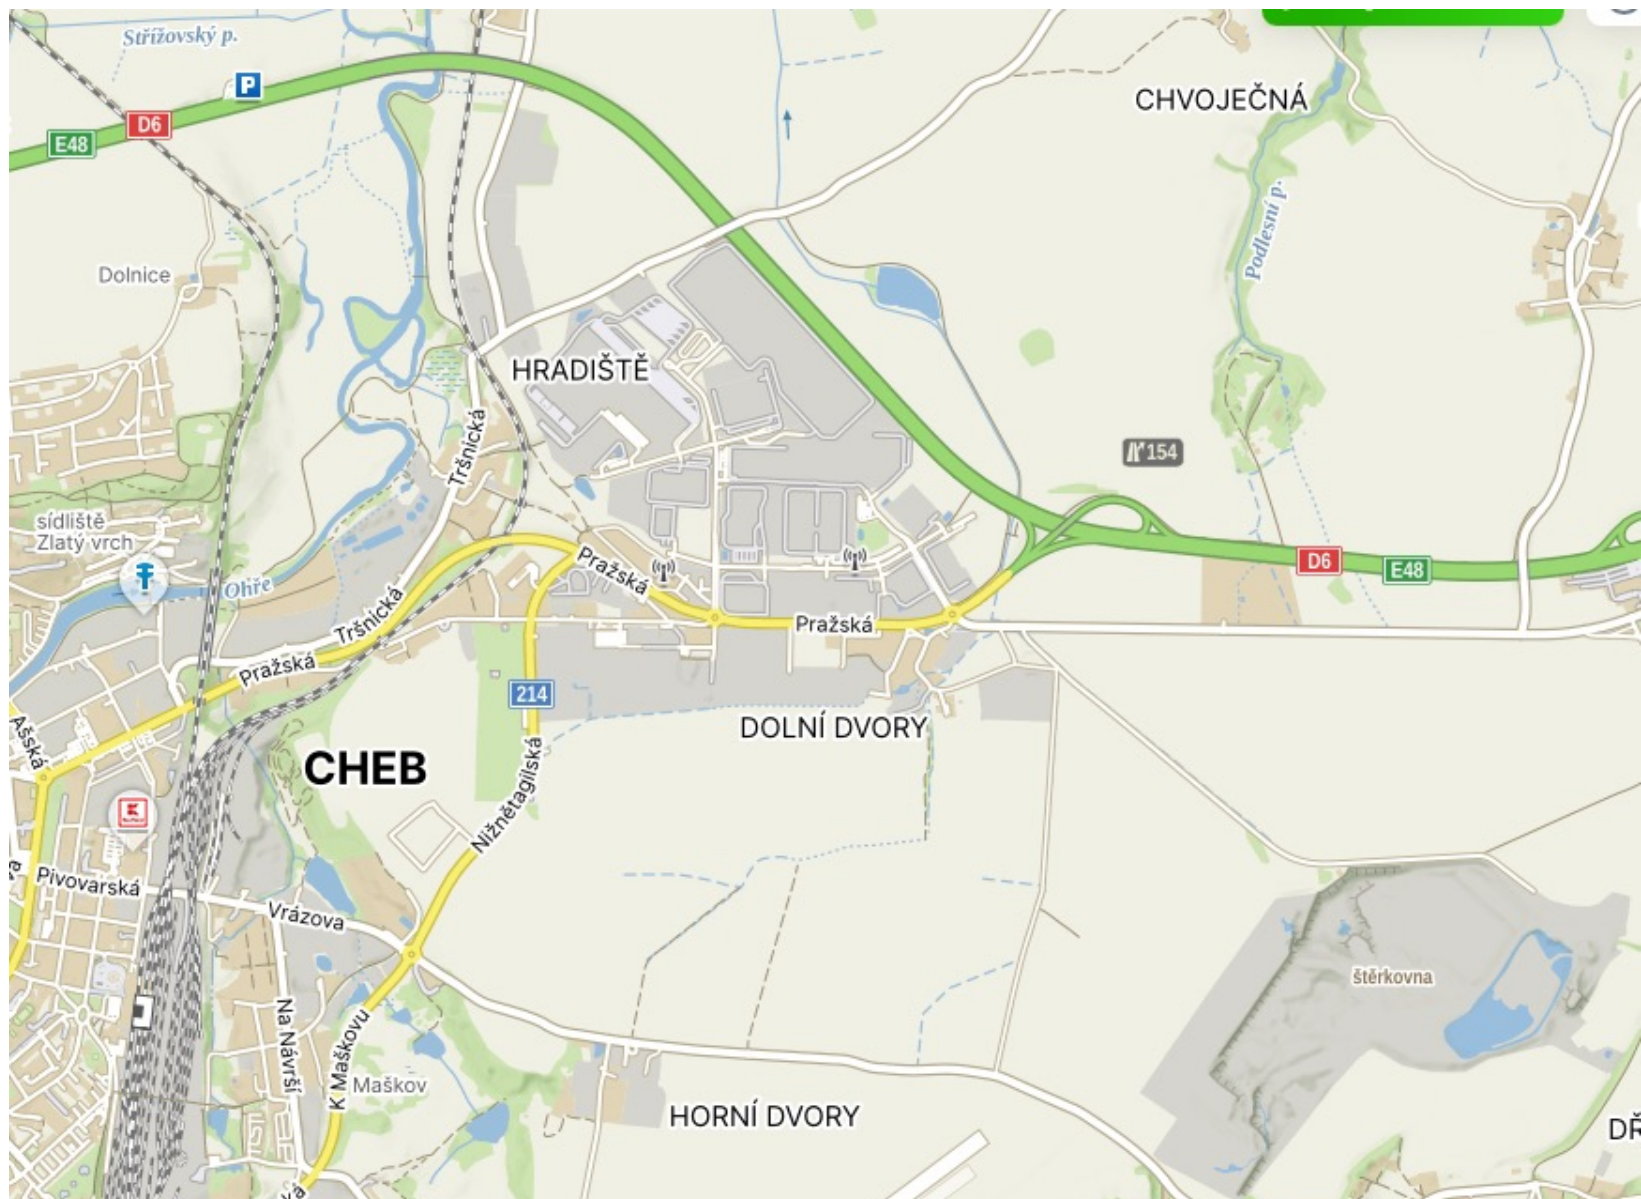 Střížovský p.
P
D6
E48
CHVOJEČNÁ
Podlesní p.
Dolnice
HRADIŠTĚ
Tršnická
154
sídliště
Zlatý vrch
Ohře
Pražská
D6
E48
Tršnická
Pražská
Pražská
214
Ašská
DOLNÍ DVORY
CHEB
Nižnětagilská
Pivovarská
Vrázova
štěrkovna
Na Návrší
K Maškovu
Maškov
HORNÍ DVORY
DŘ